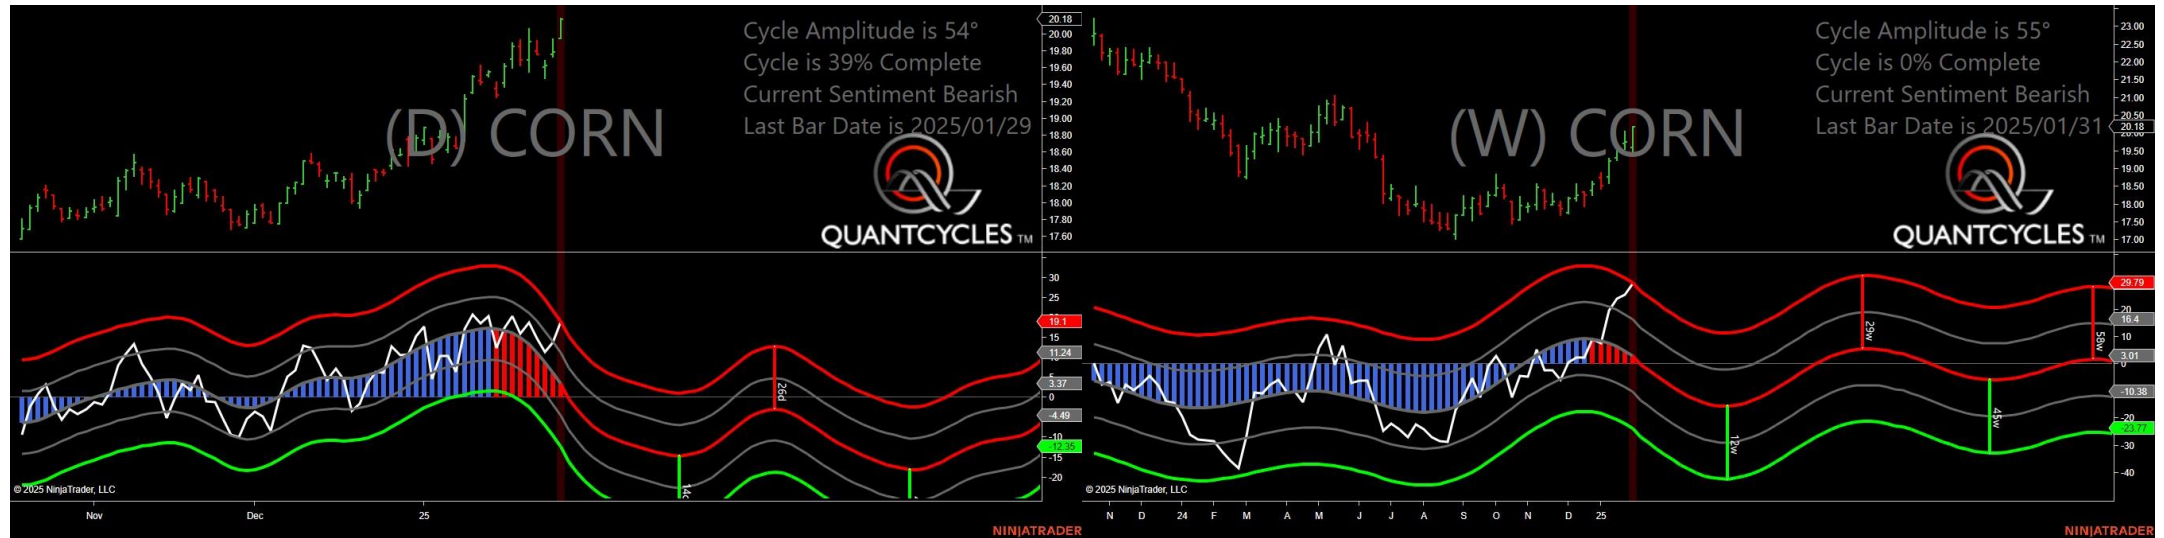 Cycle Amplitude is 54°
Cycle is 39% Complete
Current Sentiment Bearish
Last Bar Date is 2025/01/29
(D) CORN
QUANTCYCLES TM
20.18
20.00
19.80
19.60
19.40
19.20
19.00
18.80
18.60
18.40
18.20
18.00
17.80
17.60
30
25
19.1
15
11.24
3.37
0
-4.49
-10
-12.35
-15
-20
26d
© 2025 NinjaTrader, LLC
Nov
Dec
25
NINJATRADER
Cycle Amplitude is 55°
Cycle is 0% Complete
Current Sentiment Bearish
Last Bar Date is 2025/01/31
(W) CORN
QUANTCYCLES TM
23.00
22.50
22.00
21.50
21.00
20.50
20.18
19.50
19.00
18.50
18.00
17.50
17.00
29.79
20
16.4
10
3.01
0
-10.38
-20
-23.77
-30
-40
12w
29w
45w
58w
© 2025 NinjaTrader, LLC
N D 24 F M A M J J A S O N D 25
NINJATRADER